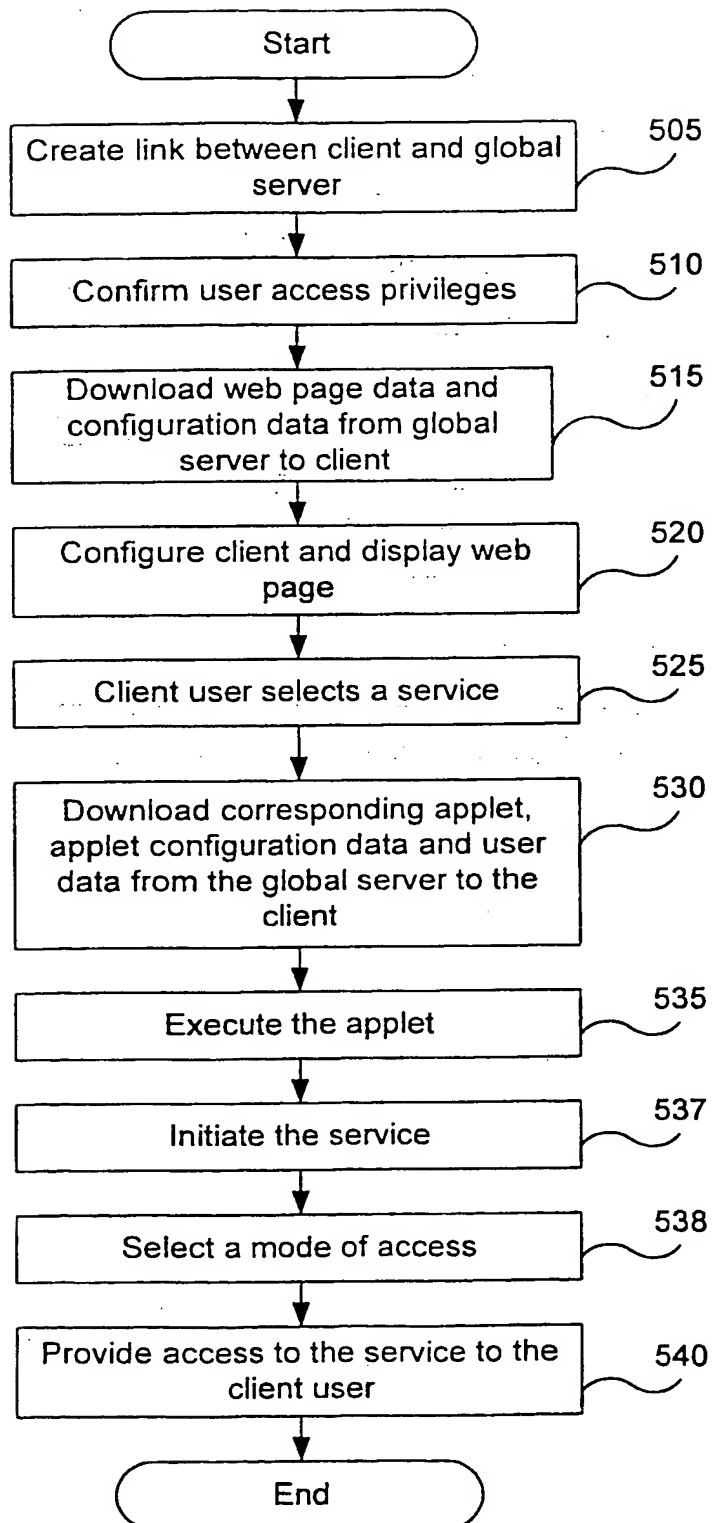 Start
Create link between client and global
server
505
Confirm user access privileges
510
Download web page data and
configuration data from global
server to client
515
Configure client and display web
page
520
Client user selects a service
525
Download corresponding applet,
applet configuration data and user
data from the global server to the
client
530
Execute the applet
535
Initiate the service
537
Select a mode of access
538
Provide access to the service to the
client user
540
End